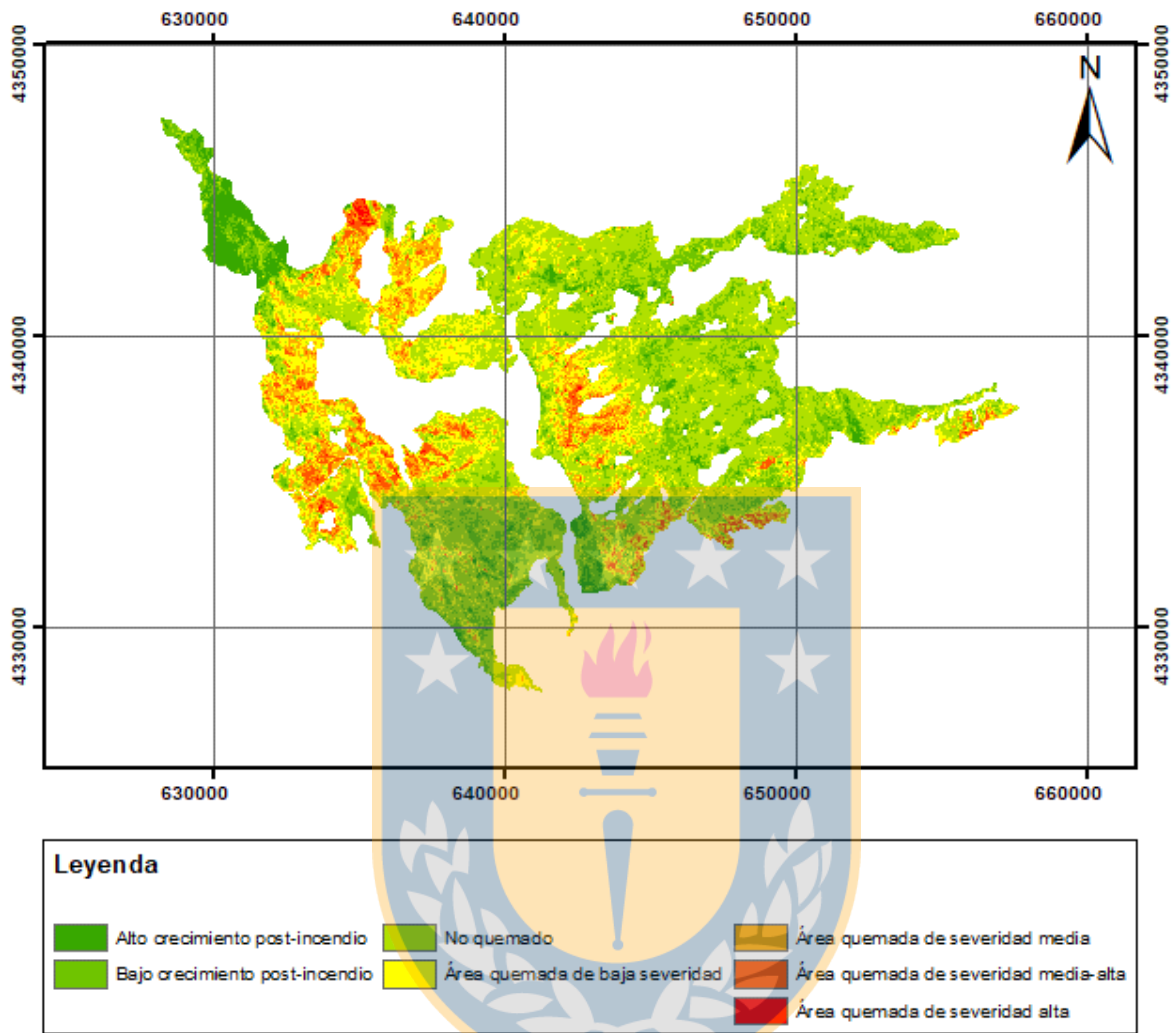 630000 640000 650000 660000
4350000 4350000
N
4340000 4340000
4330000 4330000
630000 640000 650000 660000
Leyenda
Alto crecimiento post-incendio No quemado Área quemada de severidad media
Bajo crecimiento post-incendio Área quemada de baja severidad Área quemada de severidad media-alta
Área quemada de severidad alta